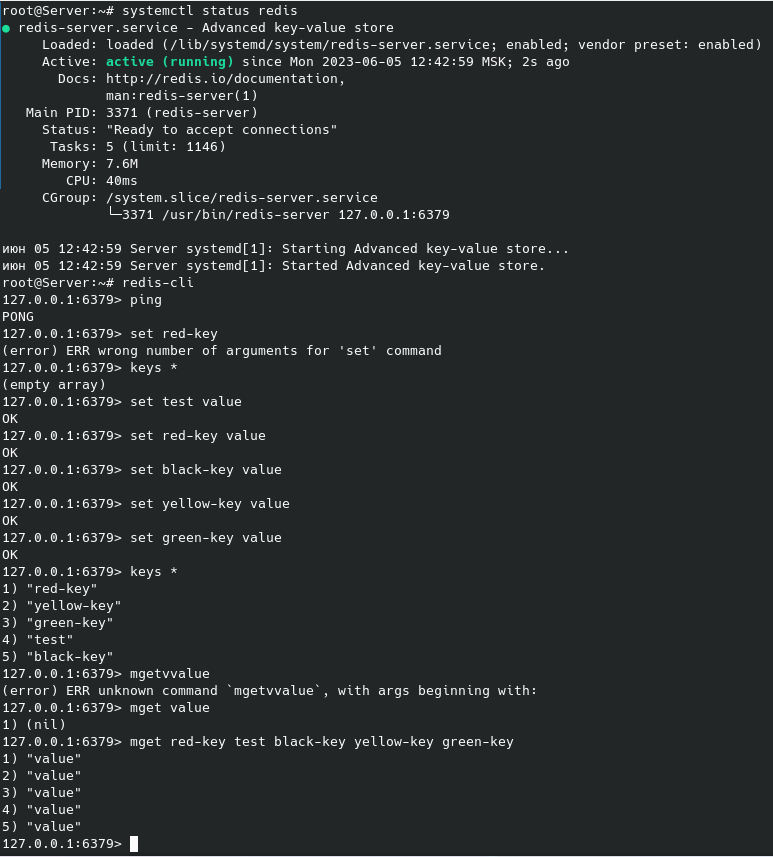 root@Server:~# systemctl status redis
● redis-server.service - Advanced key-value store
     Loaded: loaded (/lib/systemd/system/redis-server.service; enabled; vendor preset: enabled)
     Active: active (running) since Mon 2023-06-05 12:42:59 MSK; 2s ago
       Docs: http://redis.io/documentation,
             man:redis-server(1)
   Main PID: 3371 (redis-server)
     Status: "Ready to accept connections"
      Tasks: 5 (limit: 1146)
     Memory: 7.6M
        CPU: 40ms
     CGroup: /system.slice/redis-server.service
             └─3371 /usr/bin/redis-server 127.0.0.1:6379

июн 05 12:42:59 Server systemd[1]: Starting Advanced key-value store...
июн 05 12:42:59 Server systemd[1]: Started Advanced key-value store.
root@Server:~# redis-cli
127.0.0.1:6379> ping
PONG
127.0.0.1:6379> set red-key
(error) ERR wrong number of arguments for 'set' command
127.0.0.1:6379> keys *
(empty array)
127.0.0.1:6379> set test value
OK
127.0.0.1:6379> set red-key value
OK
127.0.0.1:6379> set black-key value
OK
127.0.0.1:6379> set yellow-key value
OK
127.0.0.1:6379> set green-key value
OK
127.0.0.1:6379> keys *
1) "red-key"
2) "yellow-key"
3) "green-key"
4) "test"
5) "black-key"
127.0.0.1:6379> mgetvvalue
(error) ERR unknown command `mgetvvalue`, with args beginning with:
127.0.0.1:6379> mget value
1) (nil)
127.0.0.1:6379> mget red-key test black-key yellow-key green-key
1) "value"
2) "value"
3) "value"
4) "value"
5) "value"
127.0.0.1:6379>